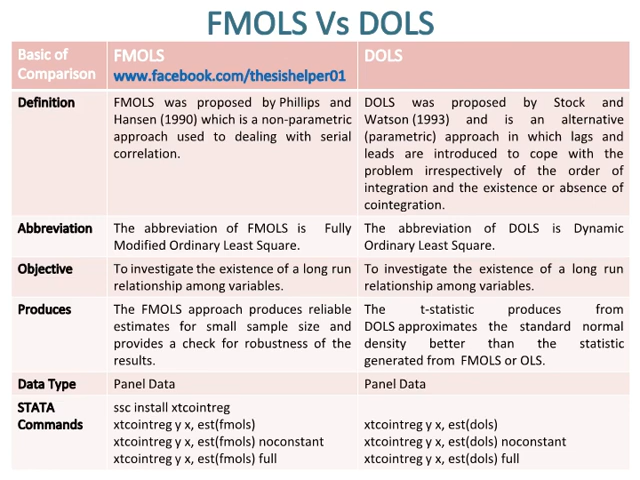 FMOLS Vs DOLS
Basic of
Comparison
FMOLS
www.facebook.com/thesishelper01
DOLS
Definition
FMOLS was proposed by Phillips and
Hansen (1990) which is a non-parametric
approach used to dealing with serial
correlation.
DOLS was proposed by Stock and
Watson (1993) and is an alternative
(parametric) approach in which lags and
leads are introduced to cope with the
problem irrespectively of the order of
integration and the existence or absence of
cointegration.
Abbreviation
The abbreviation of FMOLS is Fully
Modified Ordinary Least Square.
The abbreviation of DOLS is Dynamic
Ordinary Least Square.
Objective
To investigate the existence of a long run
relationship among variables.
To investigate the existence of a long run
relationship among variables.
Produces
The FMOLS approach produces reliable
estimates for small sample size and
provides a check for robustness of the
results.
The t-statistic produces from
DOLS approximates the standard normal
density better than the statistic
generated from FMOLS or OLS.
Data Type
Panel Data
Panel Data
STATA
Commands
ssc install xtcointreg
xtcointreg y x, est(fmols)
xtcointreg y x, est(fmols) noconstant
xtcointreg y x, est(fmols) full
xtcointreg y x, est(dols)
xtcointreg y x, est(dols) noconstant
xtcointreg y x, est(dols) full